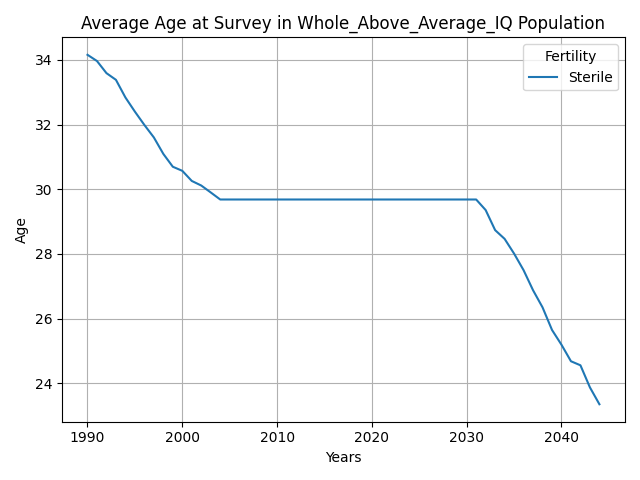 Average Age at Survey in Whole_Above_Average_IQ Population
Fertility
Sterile
34
32
30
28
26
24
Age
1990 2000 2010 2020 2030 2040
Years